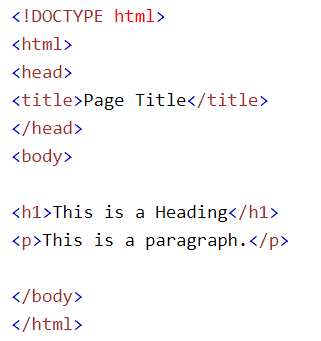 <!DOCTYPE html>
<html>
<head>
<title>Page Title</title>
</head>
<body>
<h1>This is a Heading</h1>
<p>This is a paragraph.</p>
</body>
</html>